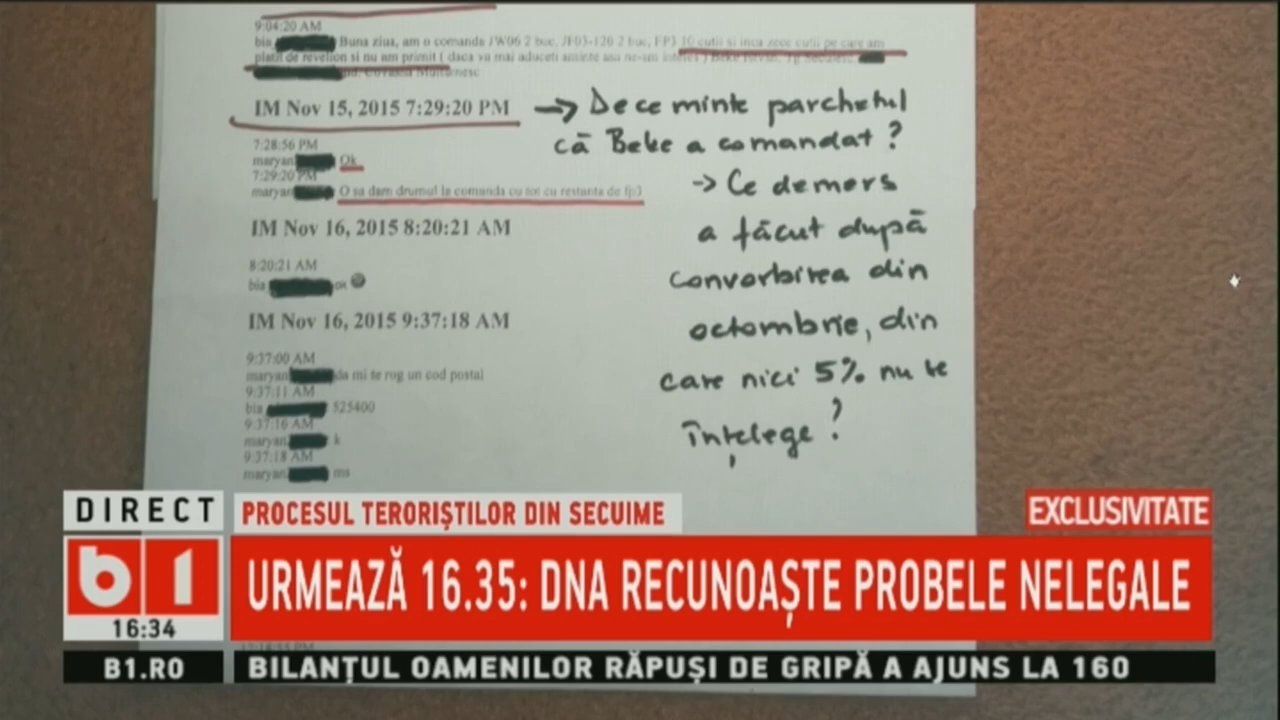 9:04:20 AM
bia Buna ziua, am o comanda JW06 2 buc, JF03-120 2 buc, FP3 10 cutii si inca zece cutii pe care am
platit de revelion si nu am primit ( daca va mai aduceti aminte
IM Nov 15, 2015 7:29:20 PM
→ De ce minte parchetul
că Beke a comandat?
7:28:56 PM
maryan Ok
7:29:20 PM
maryan O sa dam drumul la comanda cu tot cu restanta de fp3
→ Ce demers
a făcut după
convorbirea din
octombrie, din
care nici 5% nu se
înțelege?
IM Nov 16, 2015 8:20:21 AM
8:20:21 AM
bia ok
IM Nov 16, 2015 9:37:18 AM
9:37:00 AM
maryan da mi te rog un cod postal
9:37:11 AM
bia 525400
9:37:16 AM
maryan k
9:37:18 AM
maryan ms
DIRECT
PROCESUL TERORIȘTILOR DIN SECUIME
EXCLUSIVITATE
b1
URMEAZĂ 16.35: DNA RECUNOAȘTE PROBELE NELEGALE
16:34
B1.RO
BILANȚUL OAMENILOR RĂPUȘI DE GRIPĂ A AJUNS LA 160